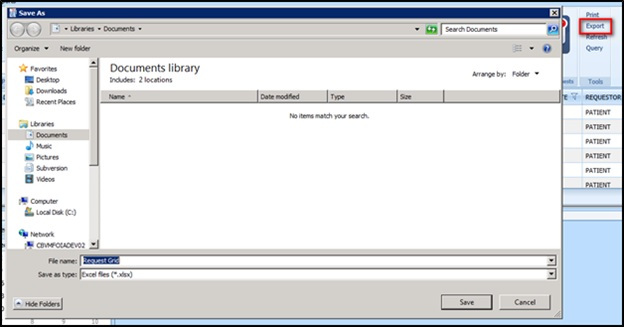 Save As
Libraries Documents
Search Documents
Organize New folder
Favorites
Desktop
Downloads
Recent Places
Libraries
Documents
Music
Pictures
Subversion
Videos
Computer
Local Disk (C:)
Network
CBVMFOIADEV02
Documents library
Includes: 2 locations
Arrange by: Folder
Name Date modified Type Size
No items match your search.
File name: Request Grid
Save as type: Excel files (*.xlsx)
Hide Folders
Save Cancel
Print
Export
Refresh
Query
Tools
REQUESTOR
PATIENT
PATIENT
PATIENT
PATIENT
PATIENT
PATIENT
8 9 10